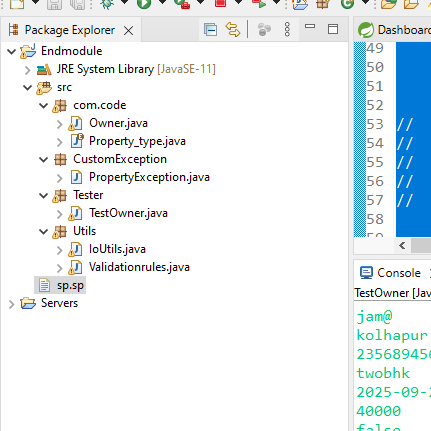 Package Explorer
Endmodule
JRE System Library [JavaSE-11]
src
com.code
Owner.java
Property_type.java
CustomException
PropertyException.java
Tester
TestOwner.java
Utils
IoUtils.java
Validationrules.java
sp.sp
Servers
Dashboard
49
50
51
52
53 //
54 //
55 //
56 //
57 //
58
Console
TestOwner [Jav
jam@
kolhapur
235689456
twobhk
2025-09-2
40000
false